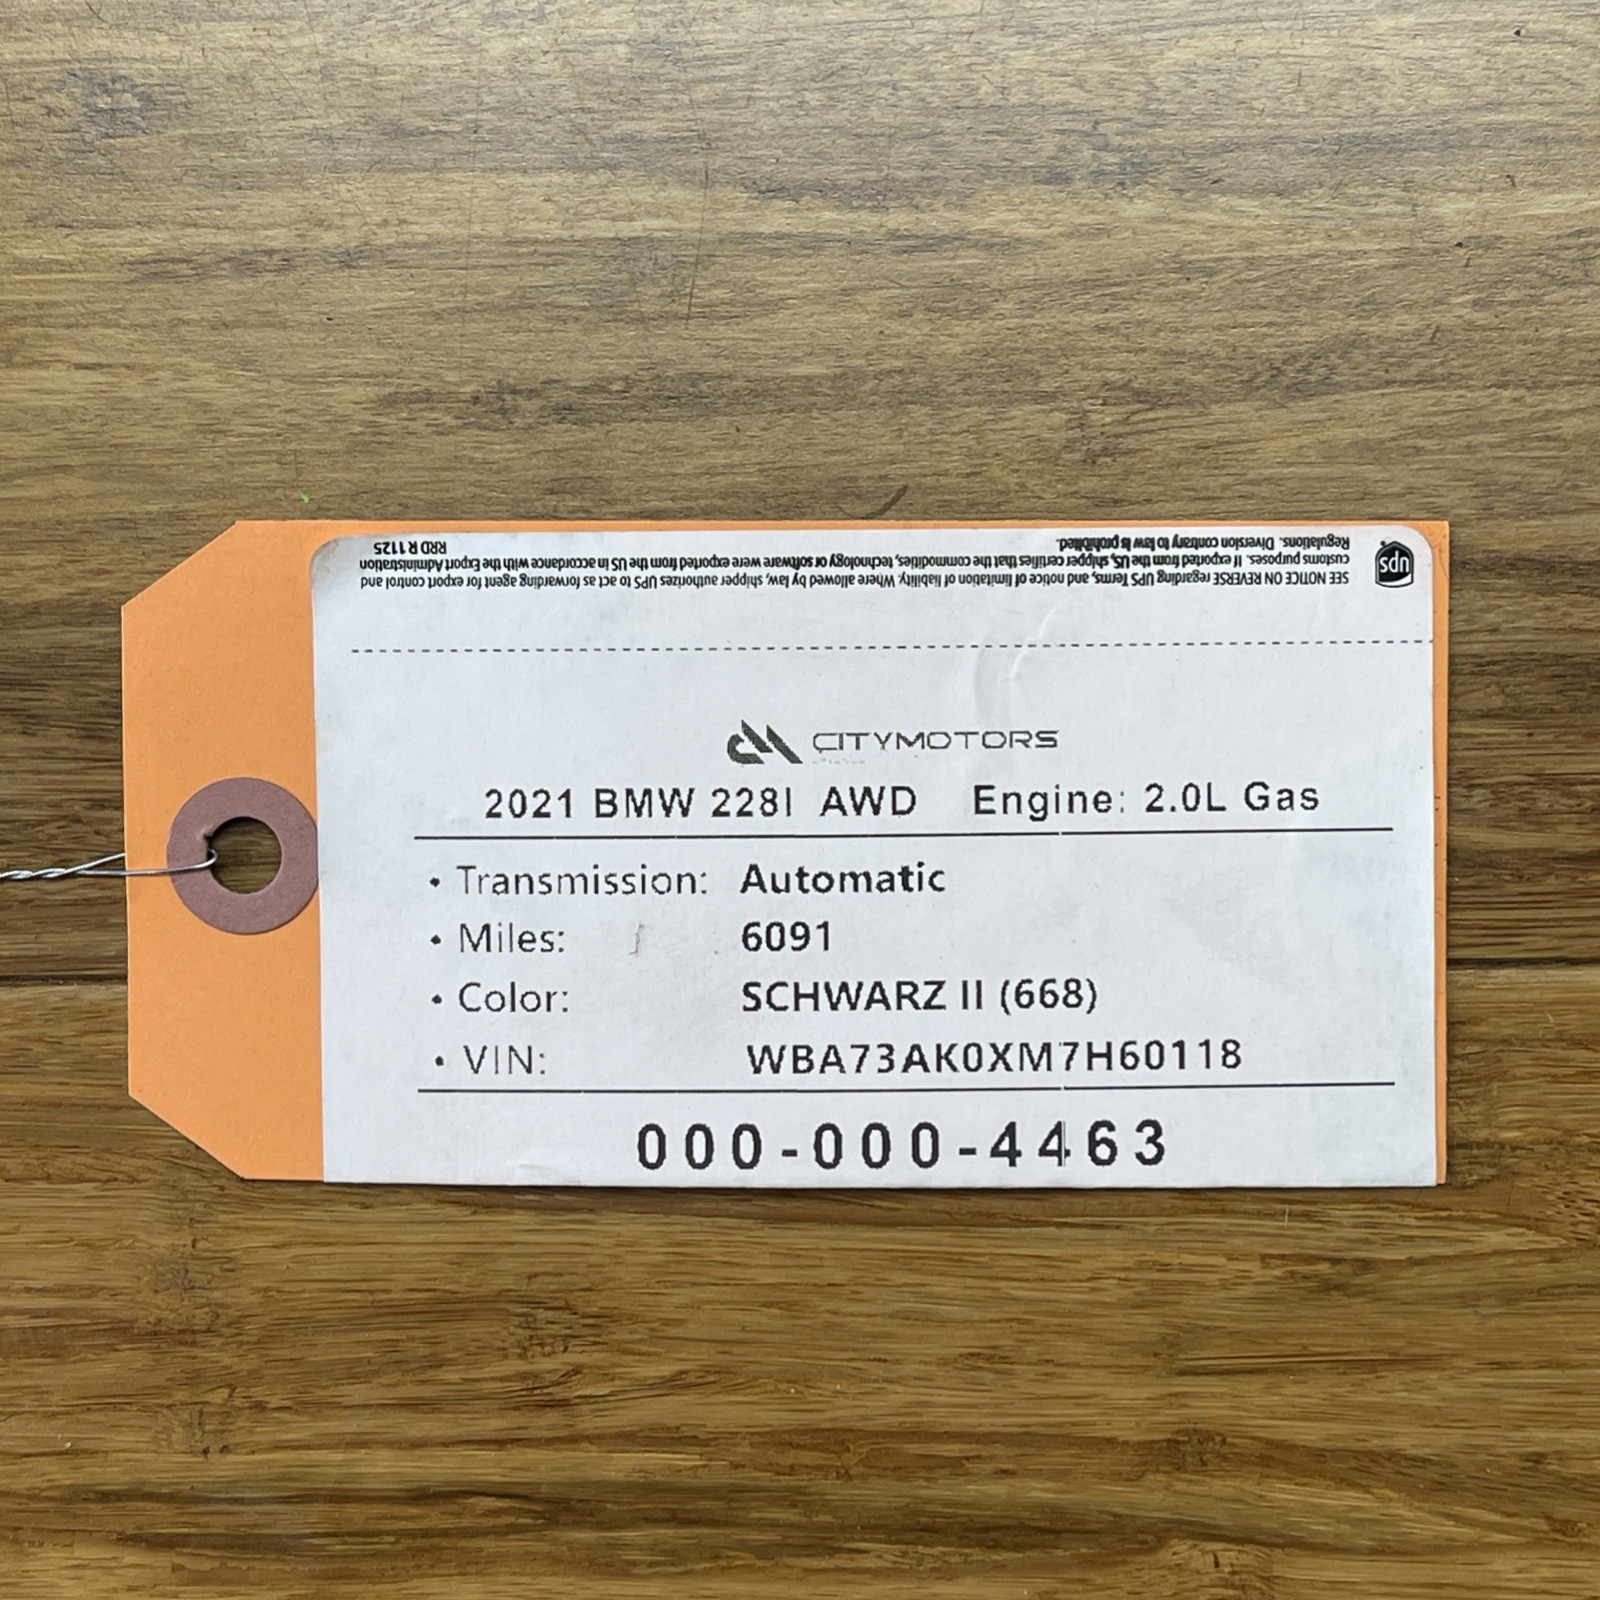 SEE NOTICE ON REVERSE regarding UPS Terms, and notice of limitation of liability. Where allowed by law, shipper authorizes UPS to act as forwarding agent for export control and
customs purposes. If exported from the US, shipper certifies that the commodities, technology or software were exported from the US in accordance with the Export Administration
Regulations. Diversion contrary to law is prohibited.
RRD R 1125
ups
CITYMOTORS
2021 BMW 228I AWD Engine: 2.0L Gas
• Transmission: Automatic
• Miles: 6091
• Color: SCHWARZ II (668)
• VIN: WBA73AK0XM7H60118
000-000-4463